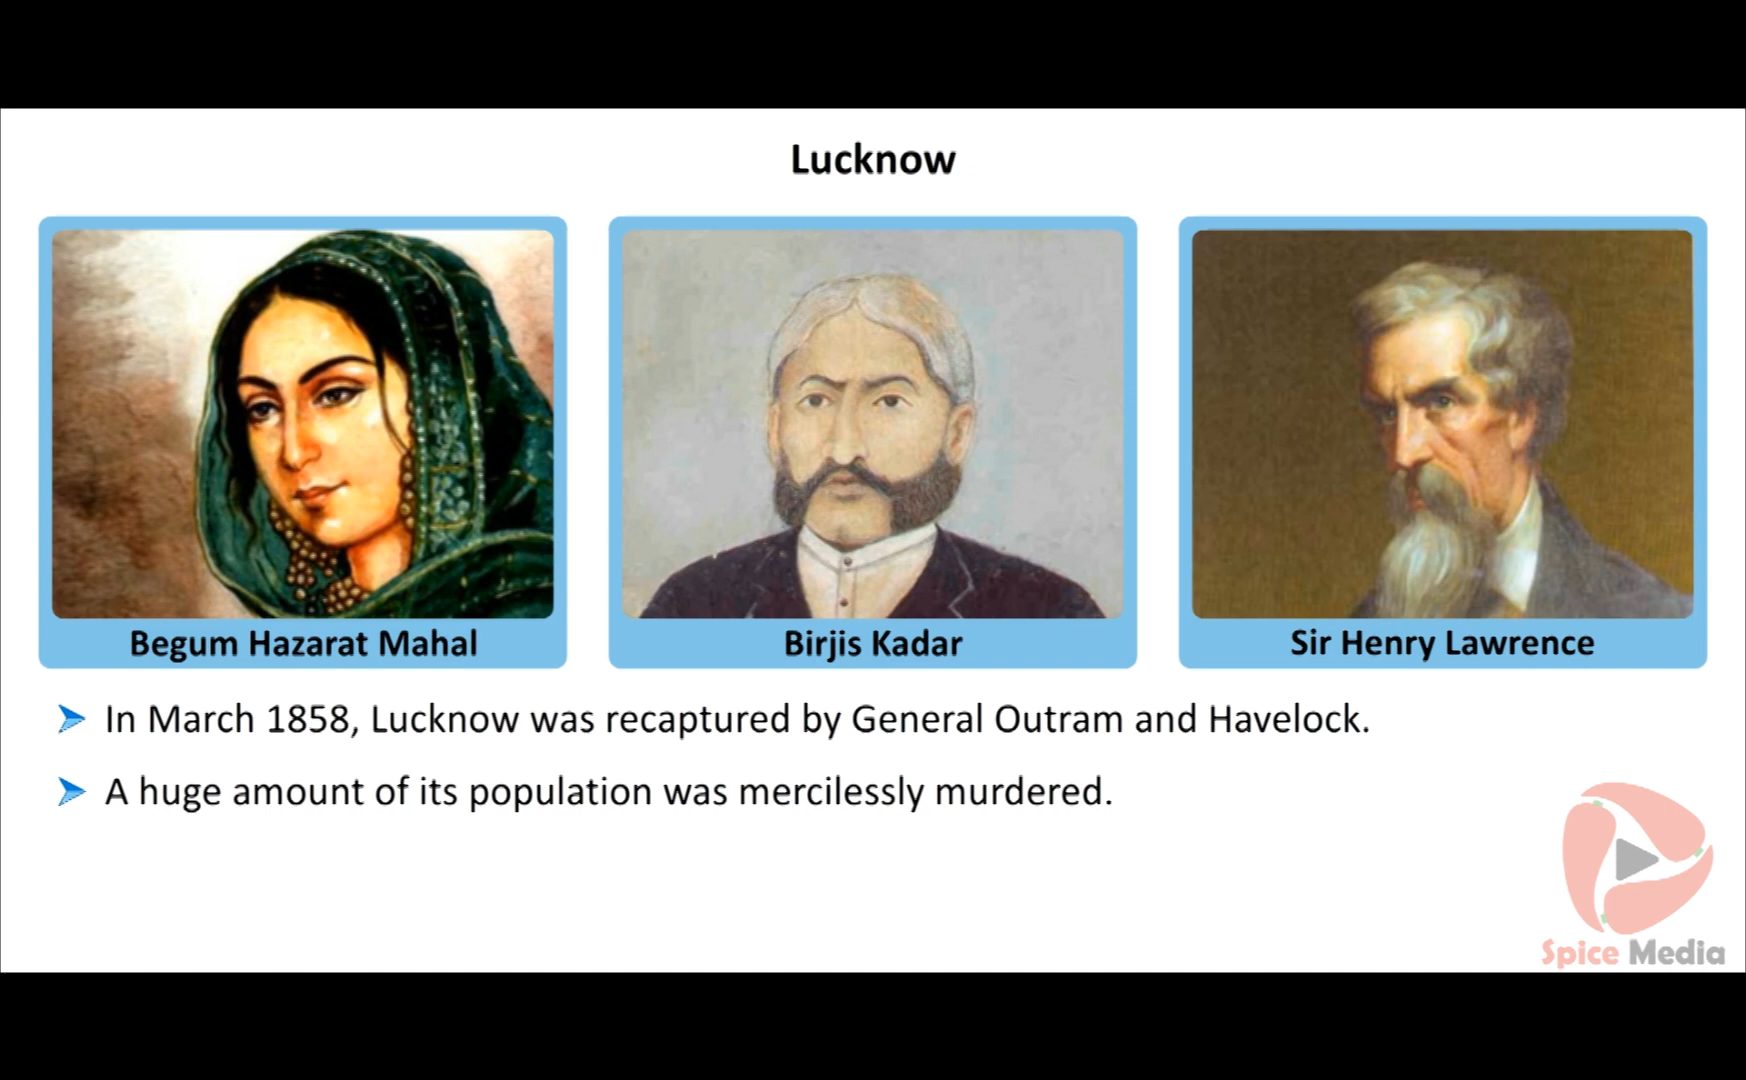 Lucknow
Begum Hazarat Mahal
Birjis Kadar
Sir Henry Lawrence
In March 1858, Lucknow was recaptured by General Outram and Havelock.
A huge amount of its population was mercilessly murdered.
Spice Media